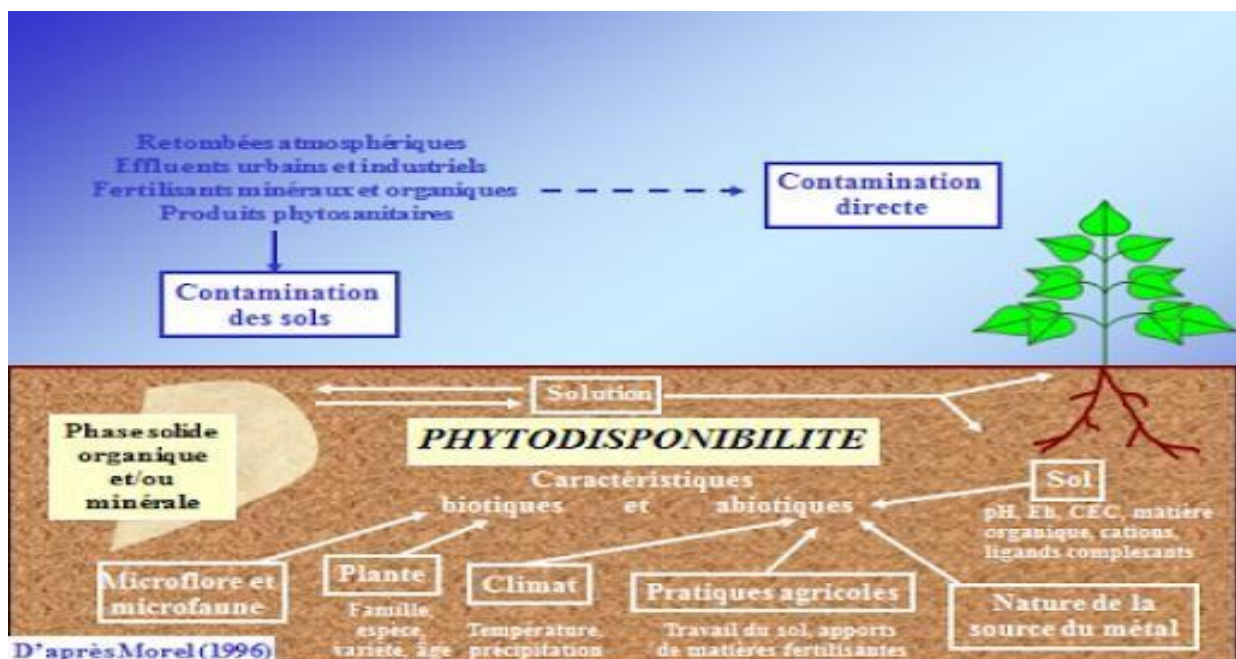 Retombées atmosphériques
Effluents urbains et industriels
Fertilisants minéraux et organiques
Produits phytosanitaires
Contamination
directe
Contamination
des sols
Solution
Phase solide
organique
et/ou
minérale
PHYTODISPONIBILITE
Caractéristiques
biotiques et abiotiques
Sol
pH, Eh, CEC, matière
organique, cations,
ligands complexants
Microflore et
microfaune
Plante
Famille,
espèce,
variété, âge
Climat
Température,
précipitation
Pratiques agricoles
Travail du sol, apports
de matières fertilisantes
Nature de la
source du métal
D'après Morel (1996)